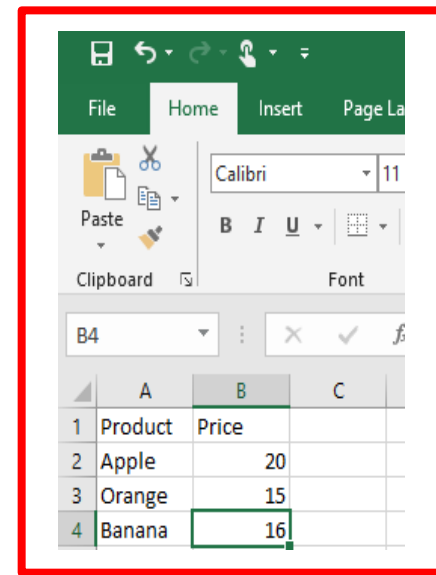 File Home Insert Page La
Calibri 11
Paste B I U
Clipboard Font
B4
A B C
1 Product Price
2 Apple 20
3 Orange 15
4 Banana 16